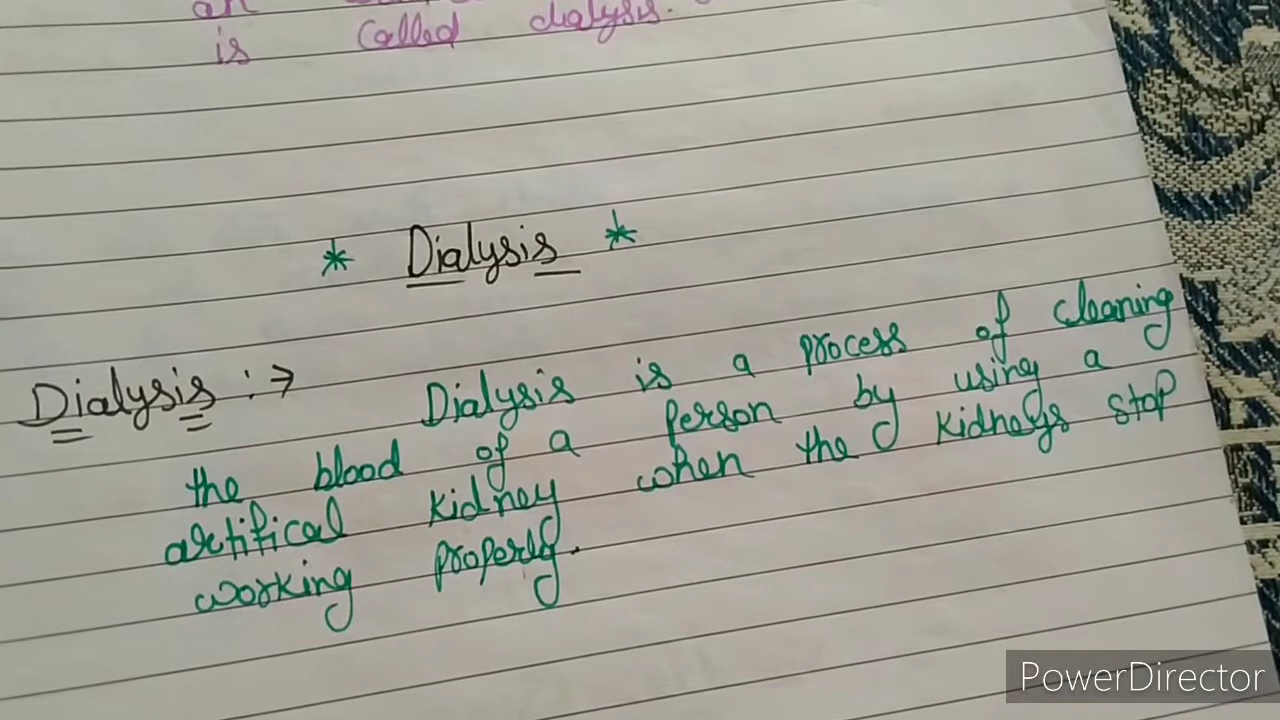 an
is called dialysis.
* Dialysis *
Dialysis :→ Dialysis is a process of cleaning
the blood of a person by using a
artifical kidney when the kidneys stop
working properly.
PowerDirector